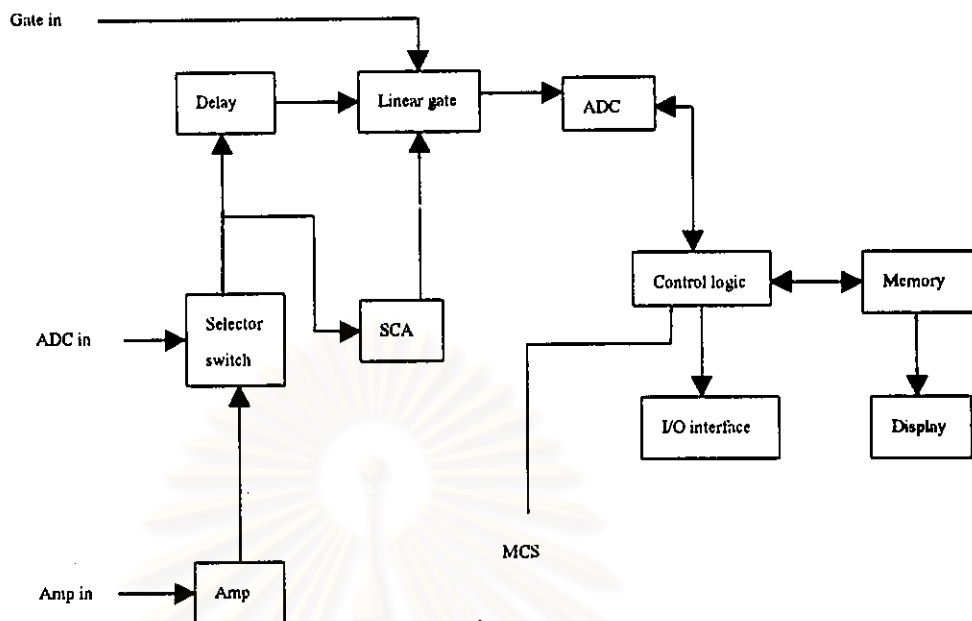 Gate in
Delay
Linear gate
ADC
Control logic
Memory
ADC in
Selector
switch
SCA
I/O interface
Display
MCS
Amp in
Amp